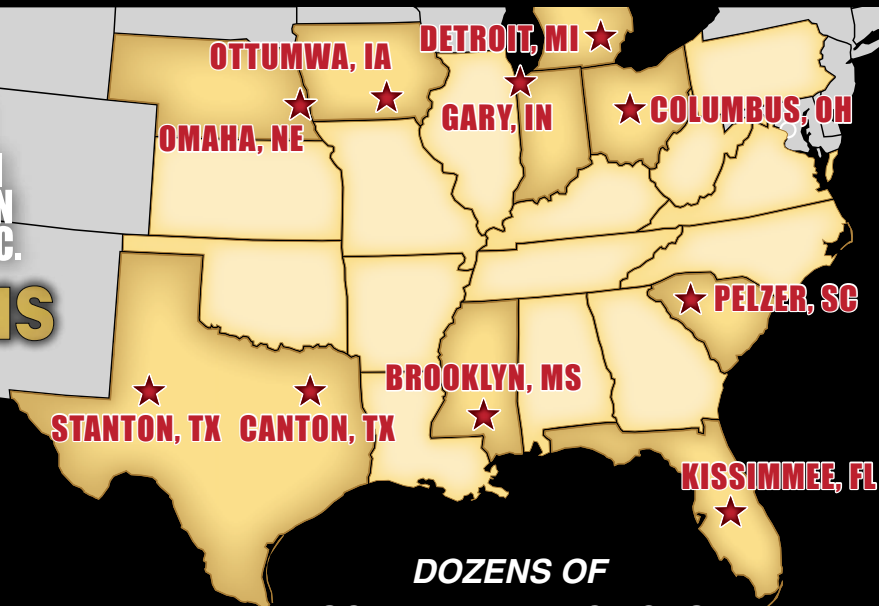 DETROIT, MI
OTTUMWA, IA
GARY, IN
COLUMBUS, OH
OMAHA, NE
N
C.
IS
PELZER, SC
BROOKLYN, MS
STANTON, TX
CANTON, TX
KISSIMMEE, FL
DOZENS OF